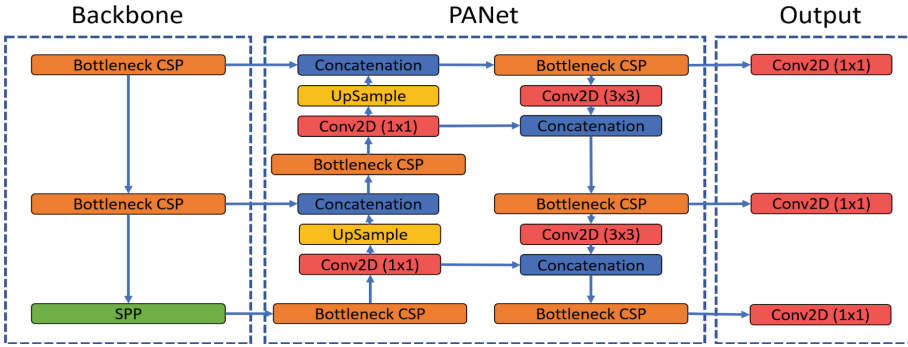 Backbone
PANet
Output
Bottleneck CSP
Concatenation
Bottleneck CSP
Conv2D (1x1)
UpSample
Conv2D (3x3)
Conv2D (1x1)
Concatenation
Bottleneck CSP
Bottleneck CSP
Concatenation
Bottleneck CSP
Conv2D (1x1)
UpSample
Conv2D (3x3)
Conv2D (1x1)
Concatenation
SPP
Bottleneck CSP
Bottleneck CSP
Conv2D (1x1)